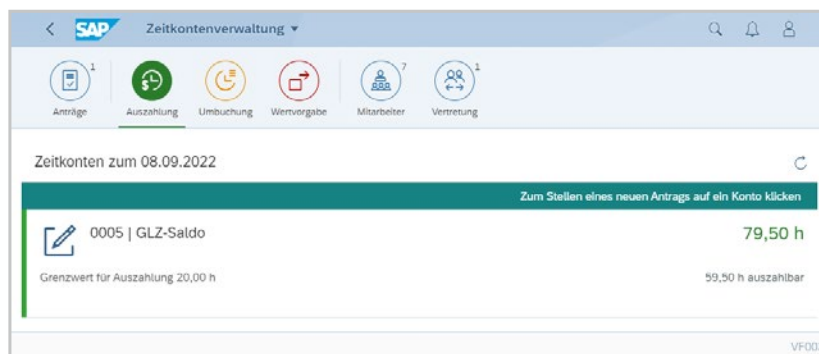 SAP Zeitkontenverwaltung
1 7 1
Anträge Auszahlung Umbuchung Wertvorgabe Mitarbeiter Vertretung
Zeitkonten zum 08.09.2022
Zum Stellen eines neuen Antrags auf ein Konto klicken
0005 | GLZ-Saldo 79,50 h
Grenzwert für Auszahlung 20,00 h 59,50 h auszahlbar